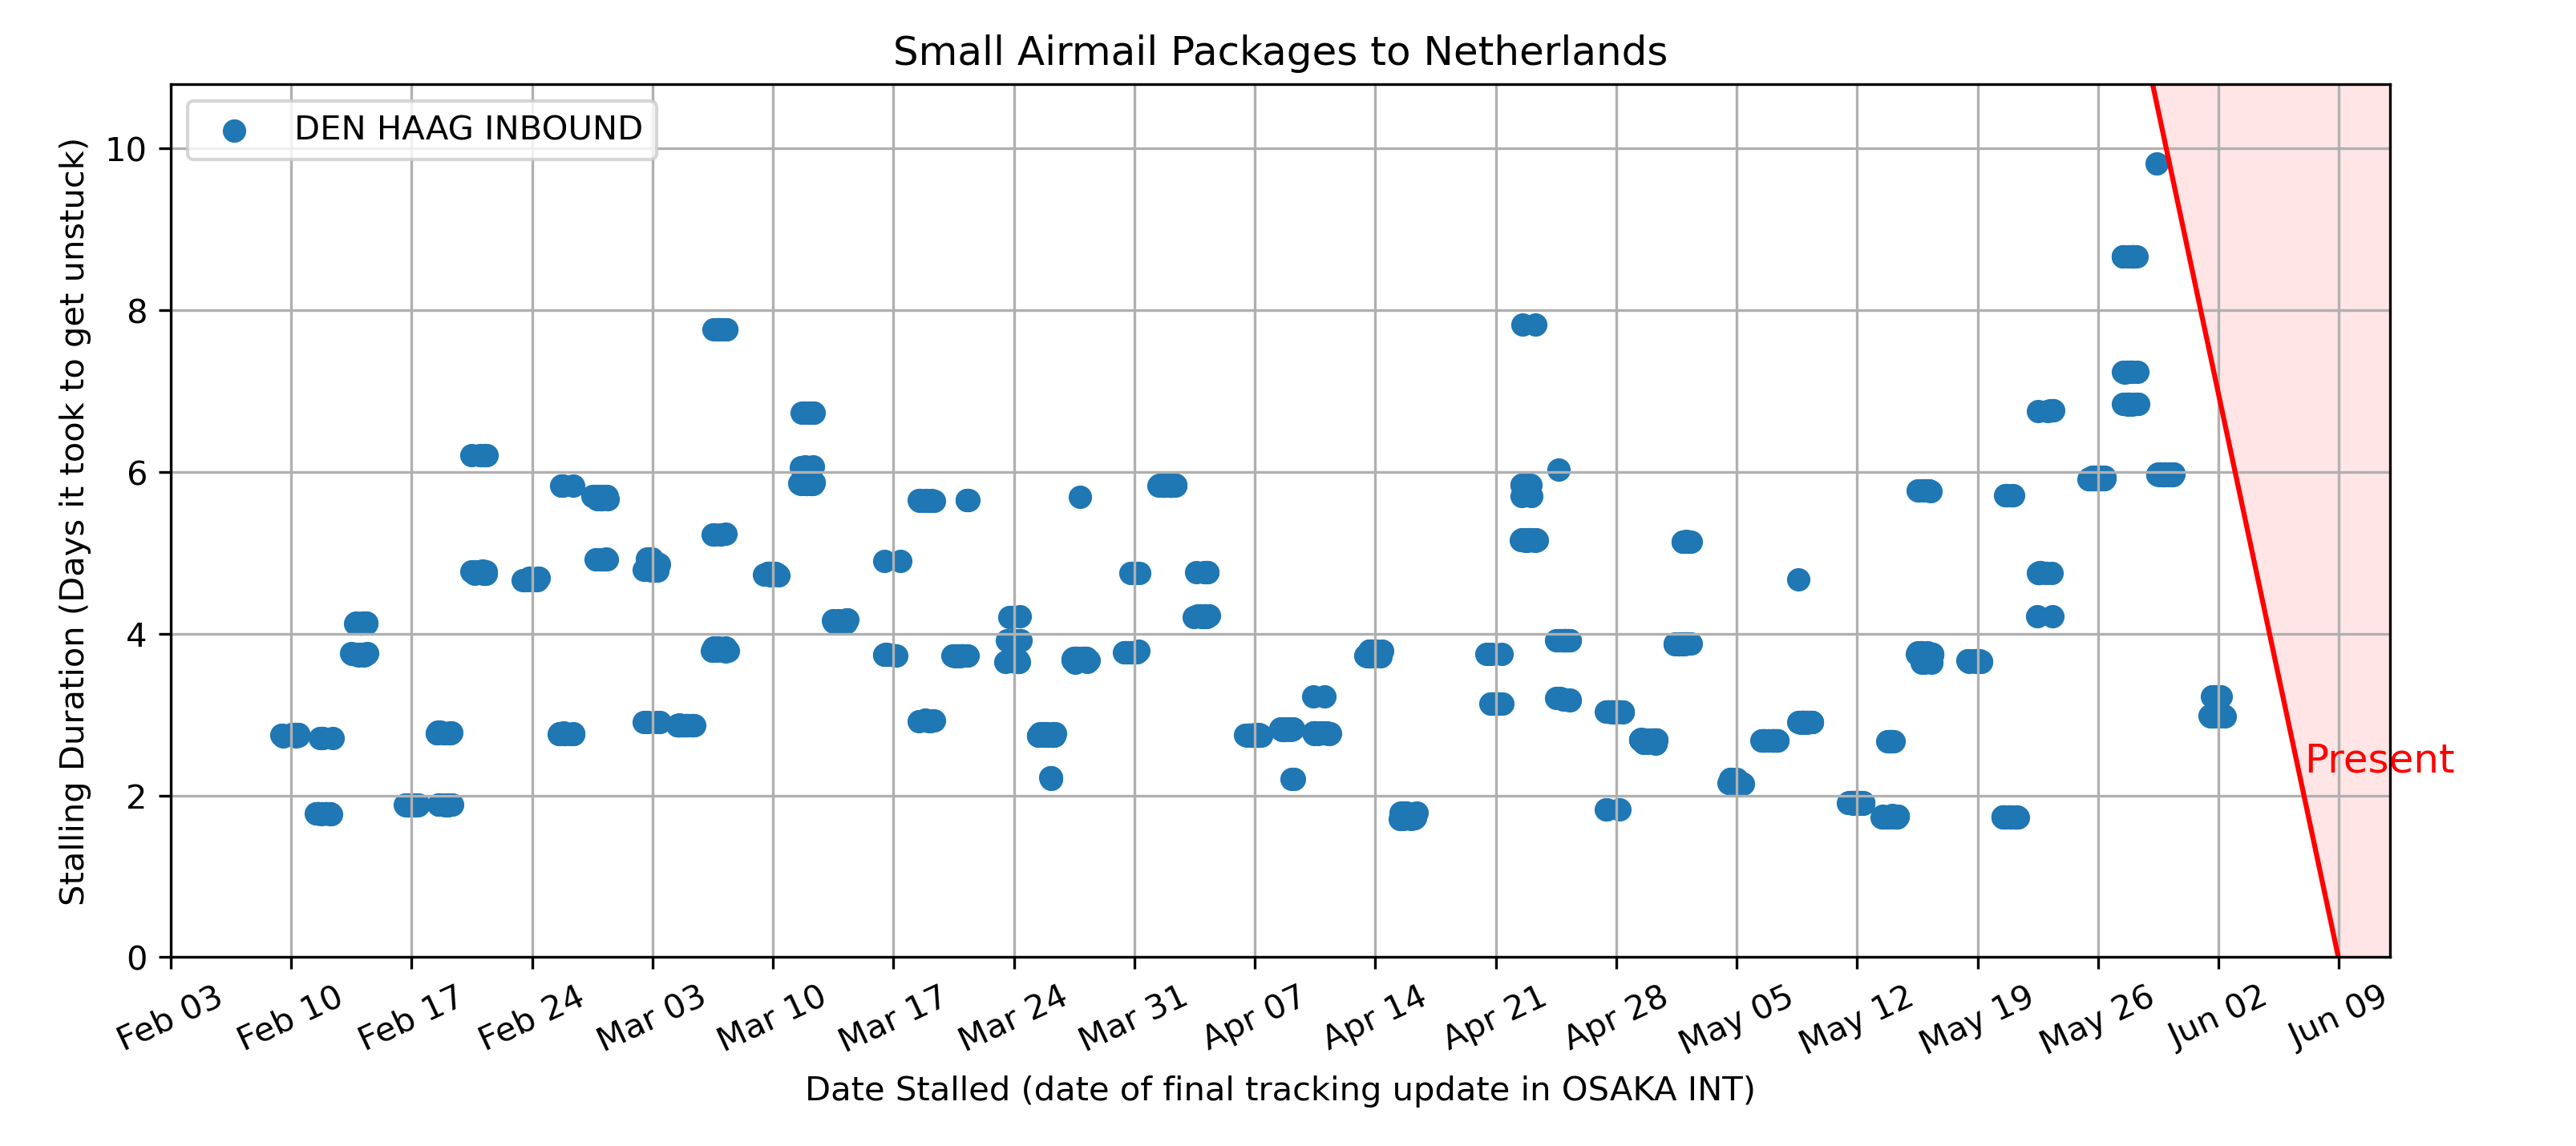 Small Airmail Packages to Netherlands
DEN HAAG INBOUND
Stalling Duration (Days it took to get unstuck)
10
8
6
4
2
0
Present
Feb 03
Feb 10
Feb 17
Feb 24
Mar 03
Mar 10
Mar 17
Mar 24
Mar 31
Apr 07
Apr 14
Apr 21
Apr 28
May 05
May 12
May 19
May 26
Jun 02
Jun 09
Date Stalled (date of final tracking update in OSAKA INT)